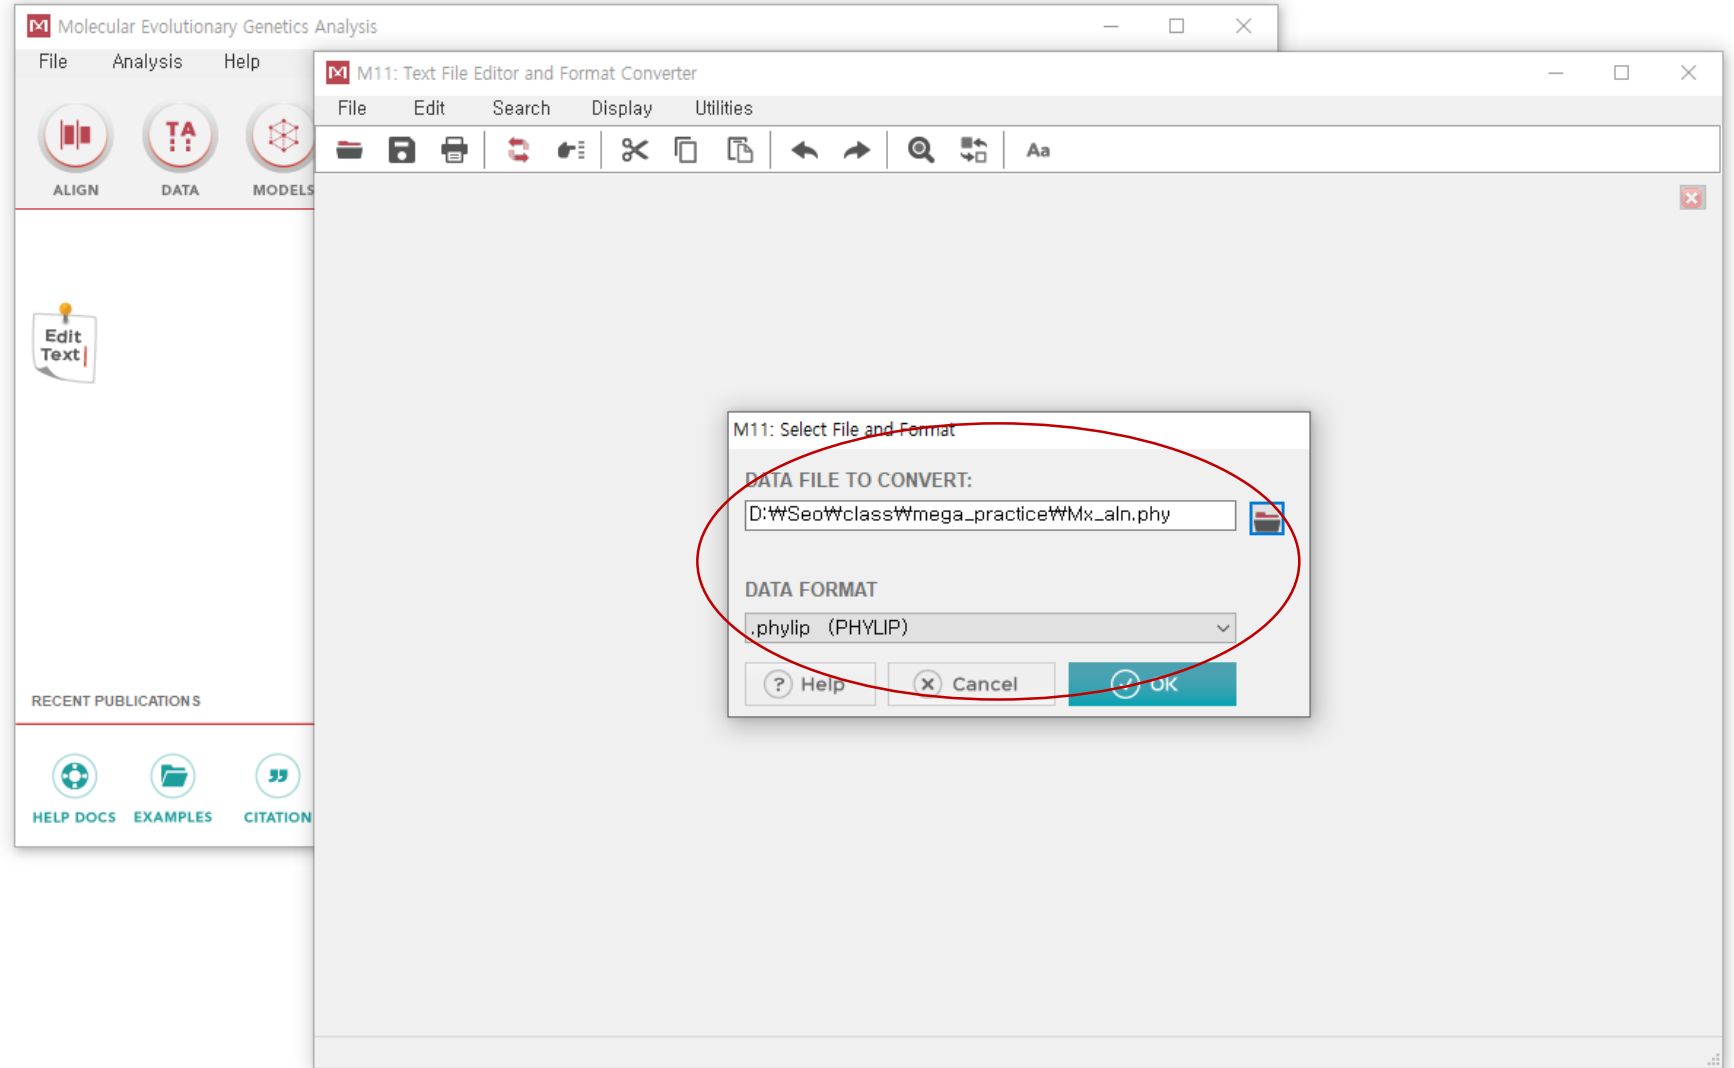 Molecular Evolutionary Genetics Analysis
File Analysis Help
ALIGN DATA MODELS
Edit
Text
RECENT PUBLICATIONS
HELP DOCS EXAMPLES CITATION
M11: Text File Editor and Format Converter
File Edit Search Display Utilities
Aa
M11: Select File and Format
DATA FILE TO CONVERT:
D:₩Seo₩class₩mega_practice₩Mx_aln.phy
DATA FORMAT
.phylip (PHYLIP)
? Help Cancel OK